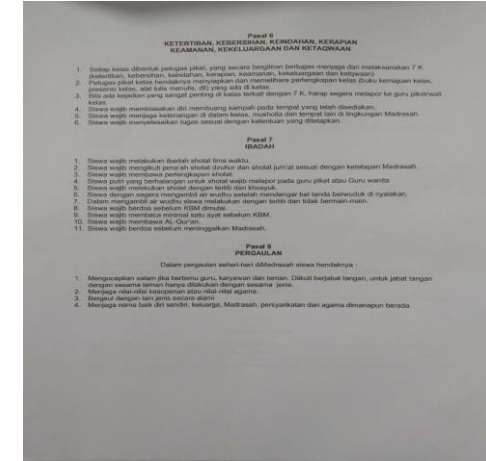 Pasal 6
KETERTIBAN, KEBERSIHAN, KEINDAHAN, KERAPIAN
KEAMANAN, KEKELUARGAAN DAN KETAQWAAN
1. Setiap kelas dibentuk petugas piket, yang secara bergiliran bertugas menjaga dan melaksanakan 7 K
(ketertiban, kebersihan, keindahan, kerapian, keamanan, kekeluargaan dan ketqwaan)
2. Petugas piket kelas hendaknya menyiapkan dan memelihara perlengkapan kelas (buku kemajuan kelas,
presensi kelas, alat tulis menulis, dll) yang ada di kelas.
3. Bila ada kejadian yang sangat penting di kelas terkait dengan 7 K, harap segera melapor ke guru piket/wali
kelas.
4. Siswa wajib membiasakan diri membuang sampah pada tempat yang telah disediakan.
5. Siswa wajib menjaga ketenangan di dalam kelas, musholla dan tempat lain di lingkungan Madrasah.
6. Siswa wajib menyelesaikan tugas sesuai dengan ketentuan yang ditetapkan.
Pasal 7
IBADAH
1. Siswa wajib melakukan ibadah sholat lima waktu.
2. Siswa wajib mengikuti jama'ah sholat dzuhur dan sholat jum'at sesuai dengan ketetapan Madrasah.
3. Siswa wajib membawa perlengkapan sholat.
4. Siswa putri yang berhalangan untuk sholat wajib melapor pada guru piket atau Guru wanita
5. Siswa wajib melakukan sholat dengan tertib dan khusyuk.
6. Siswa dengan segera mengambil air wudhu setelah mendengar bel tanda berwuduk di nyalakan.
7. Dalam mengambil air wudhu siswa melakukan dengan tertib dan tidak bermain-main.
8. Siswa wajib berdoa sebelum KBM dimulai.
9. Siswa wajib membaca minimal satu ayat sebelum KBM.
10. Siswa wajib membawa AL-Qur'an.
11. Siswa wajib berdoa sebelum meninggalkan Madrasah.
Pasal 8
PERGAULAN
Dalam pergaulan sehari-hari diMadrasah siswa hendaknya :
1. Mengucapkan salam jika bertemu guru, karyawan dan teman. Diikuti berjabat tangan, untuk jabat tangan
dengan sesama teman hanya dilakukan dengan sesama jenis.
2. Menjaga nilai-nilai kesopanan atau nilai-nilai agama.
3. Bergaul dengan lain jenis secara alami
4. Menjaga nama baik diri sendiri, keluarga, Madrasah, persyarikatan dan agama dimanapun berada.